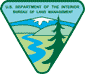 U.S. DEPARTMENT OF THE INTERIOR
BUREAU OF LAND MANAGEMENT